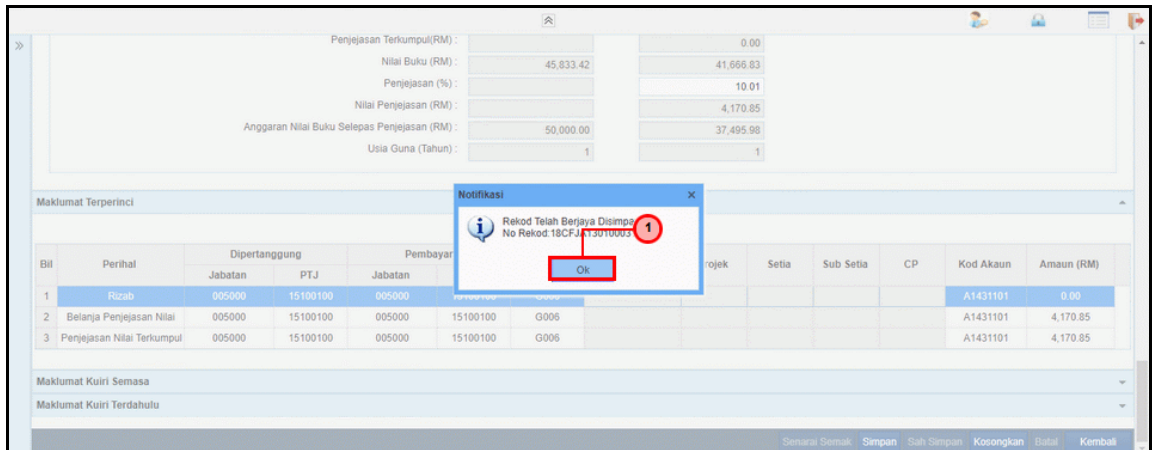 Penjejasan Terkumpul(RM) : 0.00
Nilai Buku (RM) : 45,833.42 41,666.83
Penjejasan (%) : 10.01
Nilai Penjejasan (RM) : 4,170.85
Anggaran Nilai Buku Selepas Penjejasan (RM) : 50,000.00 37,495.98
Usia Guna (Tahun) : 1 1
Maklumat Terperinci
Notifikasi
Rekod Telah Berjaya
No Rekod:
1
Ok
Bil Perihal Dipertanggung Setia Sub Setia CP Kod Akaun Amaun (RM)
Jabatan PTJ Jabatan
1 Rizab 005000 15100100 005000 A1431101 0.00
2 Belanja Penjejasan Nilai 005000 15100100 005000 15100100 G006 A1431101 4,170.85
3 Penjejasan Nilai Terkumpul 005000 15100100 005000 15100100 G006 A1431101 4,170.85
Maklumat Kuiri Semasa
Maklumat Kuiri Terdahulu
Senarai Semak Simpan Sah Simpan Kosongkan Batal Kembali